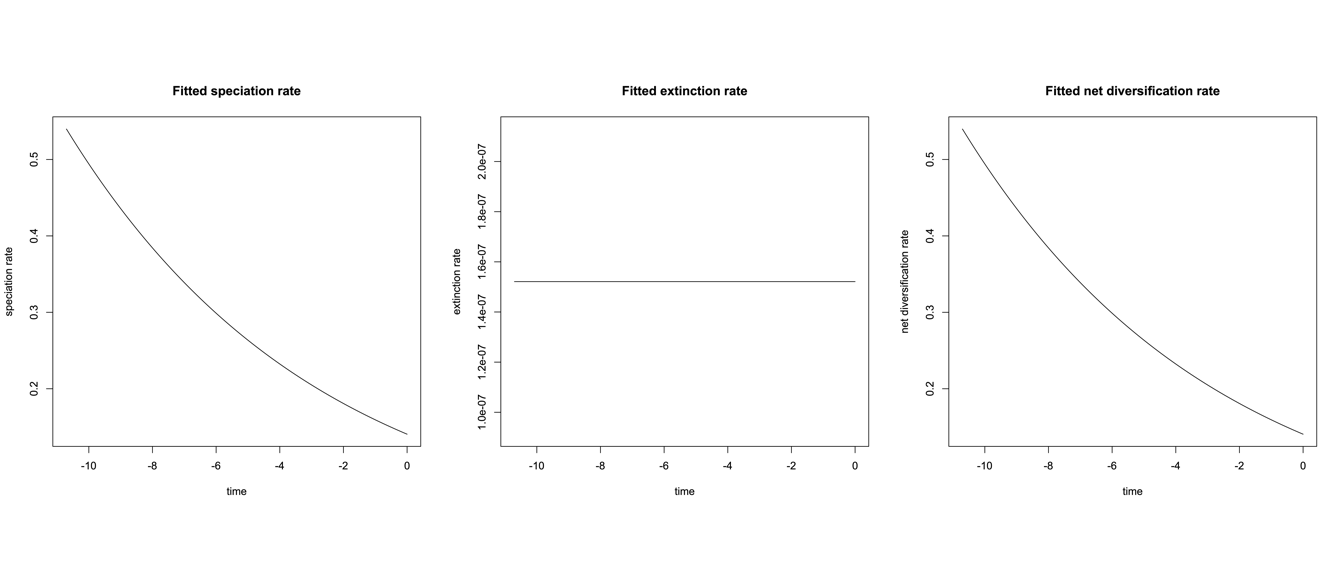 Fitted speciation rate
speciation rate
0.5
0.4
0.3
0.2
-10 -8 -6 -4 -2 0
time
Fitted extinction rate
extinction rate
2.0e-07
1.8e-07
1.6e-07
1.4e-07
1.2e-07
1.0e-07
-10 -8 -6 -4 -2 0
time
Fitted net diversification rate
net diversification rate
0.5
0.4
0.3
0.2
-10 -8 -6 -4 -2 0
time